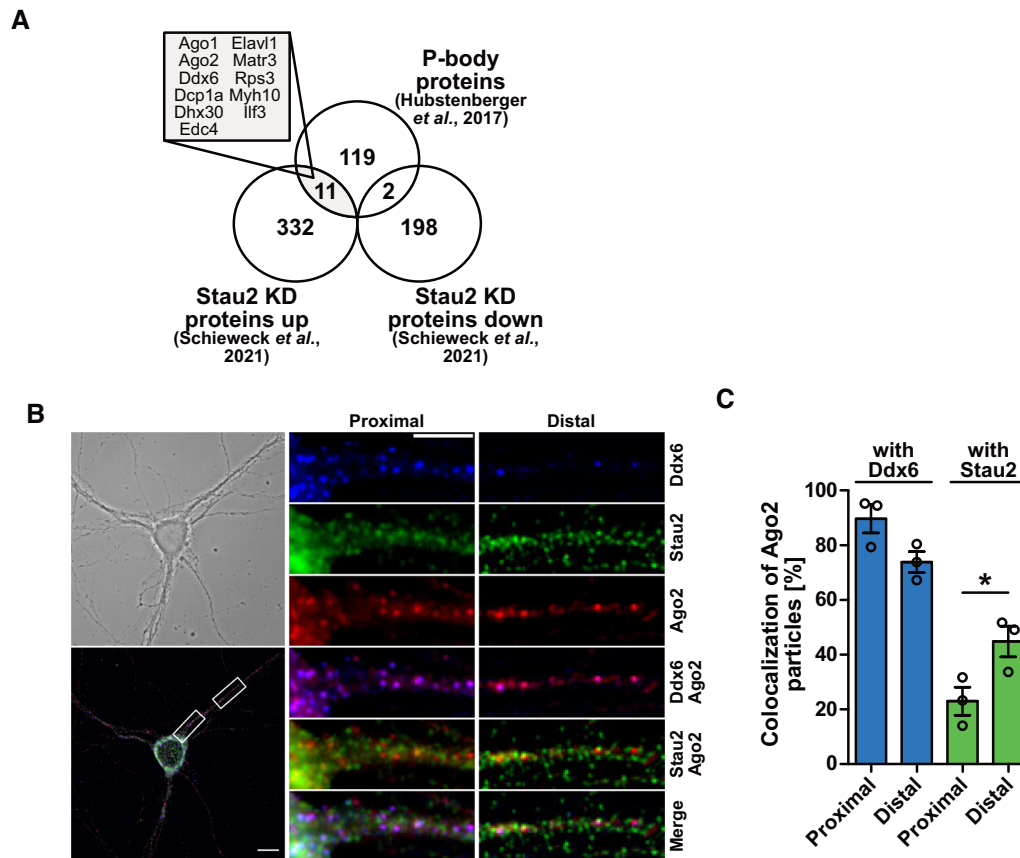 A
Ago1 Elavl1
Ago2 Matr3
Ddx6 Rps3
Dcp1a Myh10
Dhx30 Ilf3
Edc4
P-body
proteins
(Hubstenberger
et al., 2017)
119
11
2
332
198
Stau2 KD
proteins up
(Schieweck et al.,
2021)
Stau2 KD
proteins down
(Schieweck et al.,
2021)
B
Proximal
Distal
Ddx6
Stau2
Ago2
Ddx6
Ago2
Stau2
Ago2
Merge
C
with
Ddx6
with
Stau2
Colocalization of Ago2
particles [%]
100
80
60
40
20
0
*
Proximal
Distal
Proximal
Distal